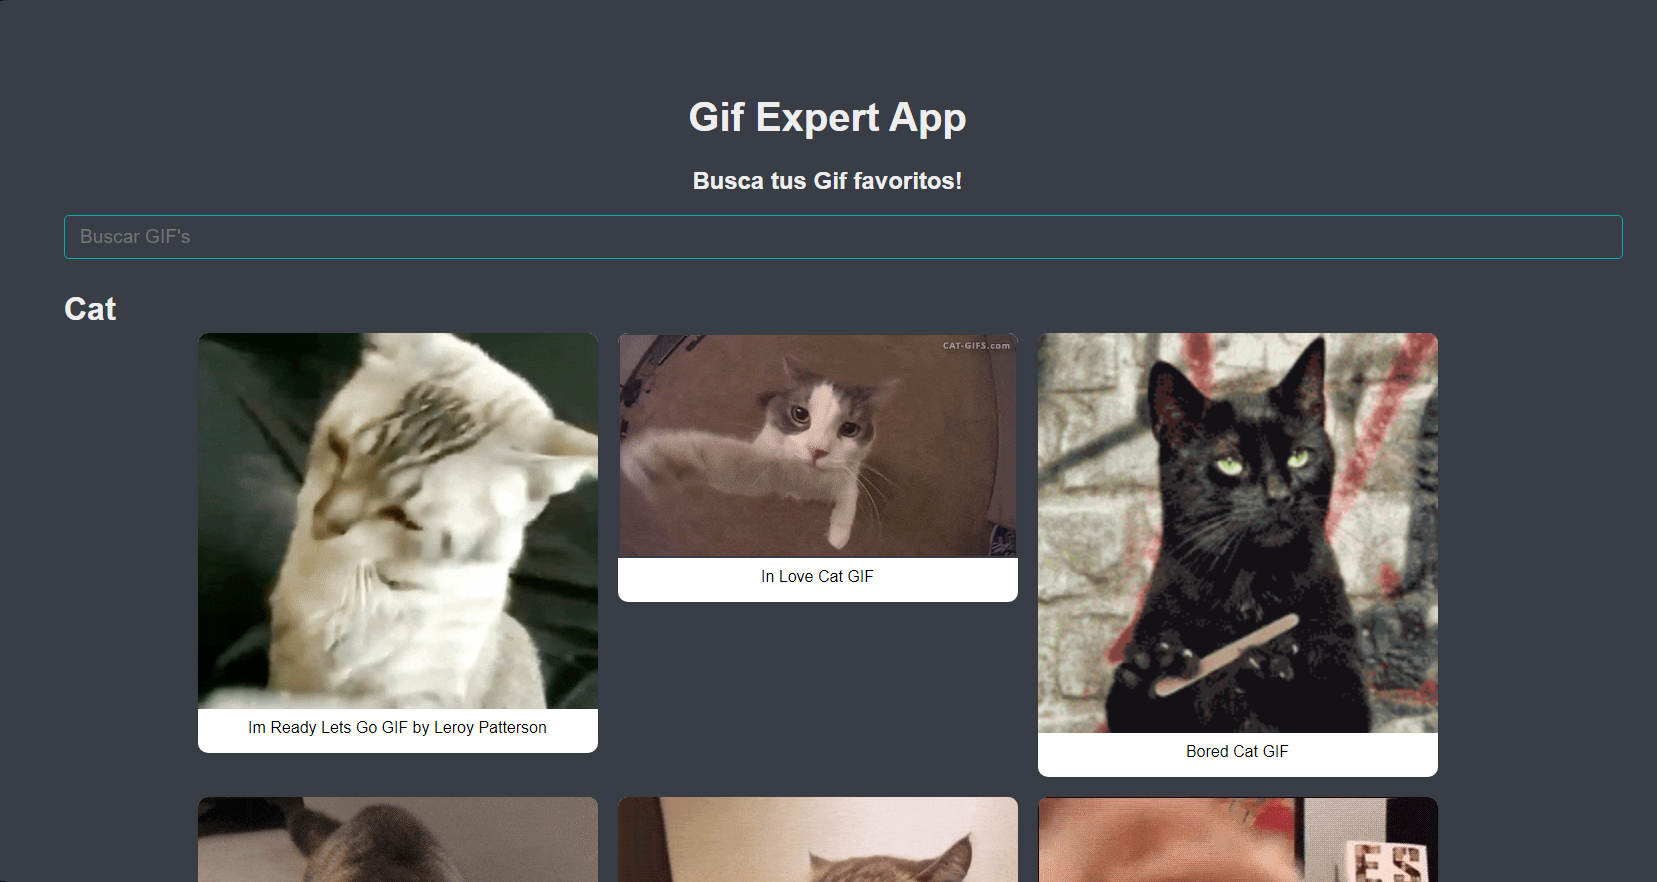 Gif Expert App
Busca tus Gif favoritos!
Buscar GIF's
Cat
CAT-GIFS.com
Im Ready Lets Go GIF by Leroy Patterson
In Love Cat GIF
Bored Cat GIF
ES